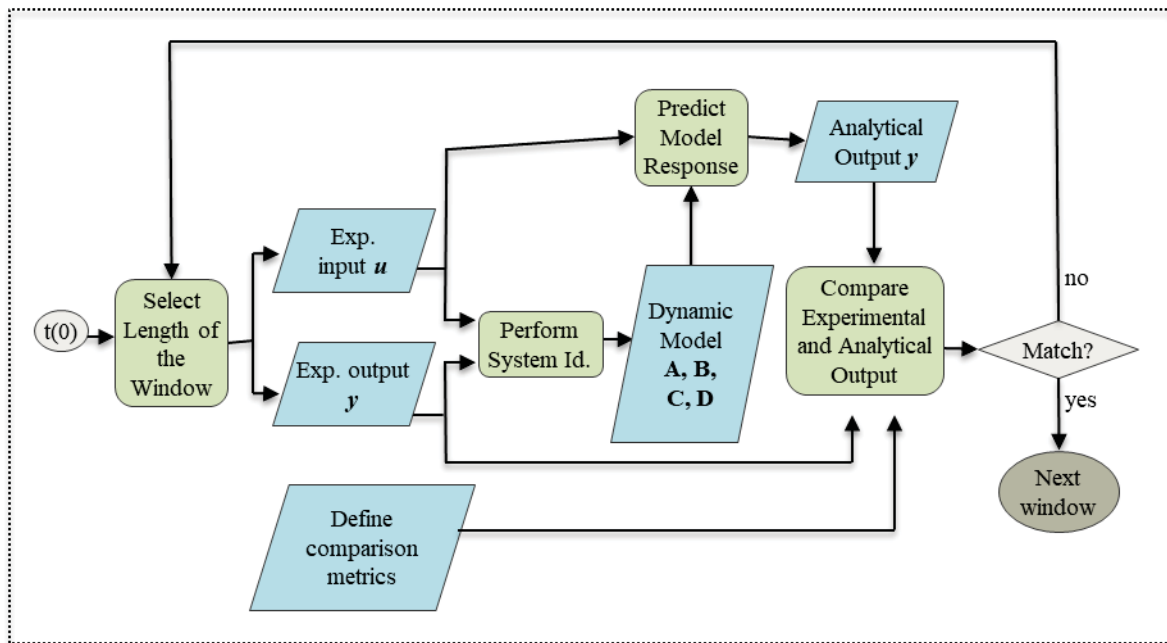 t(0)
Select
Length of
the
Window
Exp.
input u
Exp. output
y
Define
comparison
metrics
Perform
System Id.
Predict
Model
Response
Dynamic
Model
A, B,
C, D
Analytical
Output y
Compare
Experimental
and Analytical
Output
Match?
no
yes
Next
window